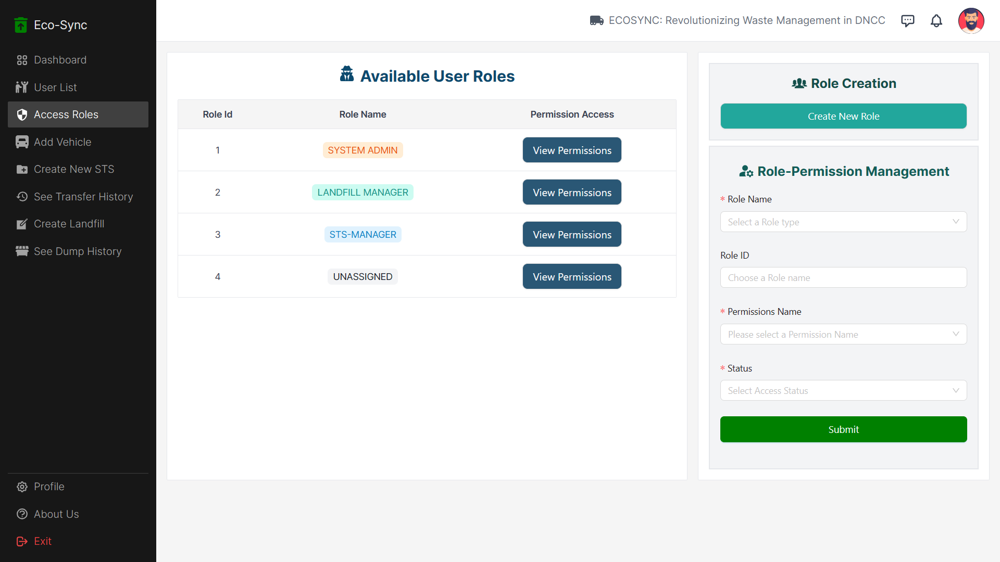 Eco-Sync
Dashboard
User List
Access Roles
Add Vehicle
Create New STS
See Transfer History
Create Landfill
See Dump History
Profile
About Us
Exit
ECOSYNC: Revolutionizing Waste Management in DNCC
Available User Roles
Role Id Role Name Permission Access
1 SYSTEM ADMIN View Permissions
2 LANDFILL MANAGER View Permissions
3 STS-MANAGER View Permissions
4 UNASSIGNED View Permissions
Role Creation
Create New Role
Role-Permission Management
* Role Name
Select a Role type
Role ID
Choose a Role name
* Permissions Name
Please select a Permission Name
* Status
Select Access Status
Submit